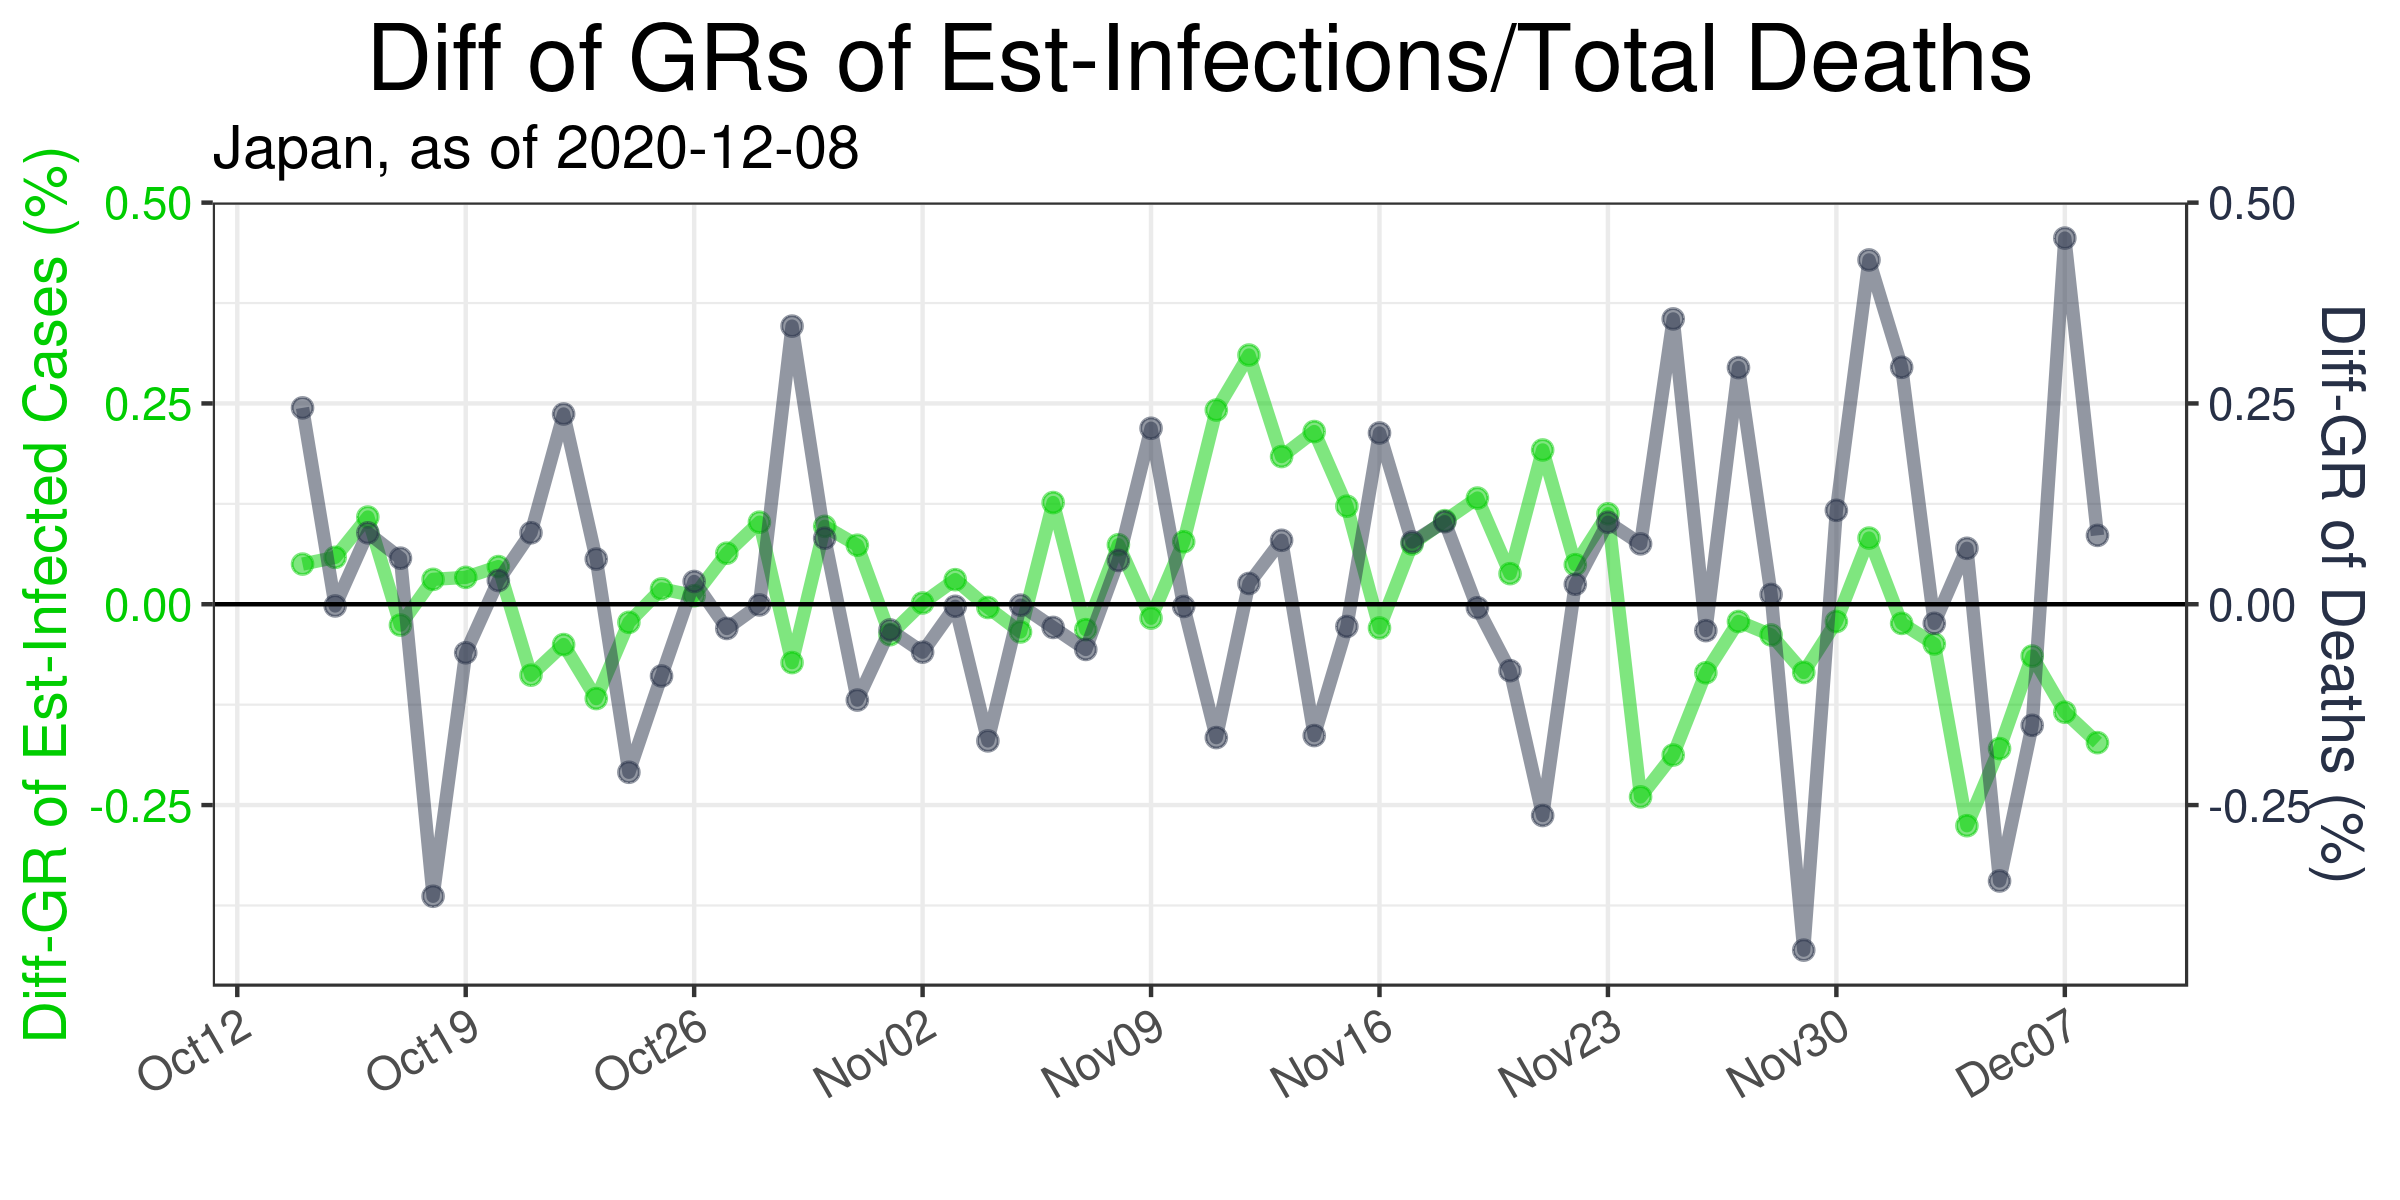 Diff of GRs of Est-Infections/Total Deaths
Japan, as of 2020-12-08
Diff-GR of Est-Infected Cases (%)
0.50
0.25
0.00
-0.25
0.50
0.25
0.00
-0.25
Diff-GR of Deaths (%)
Oct12
Oct19
Oct26
Nov02
Nov09
Nov16
Nov23
Nov30
Dec07